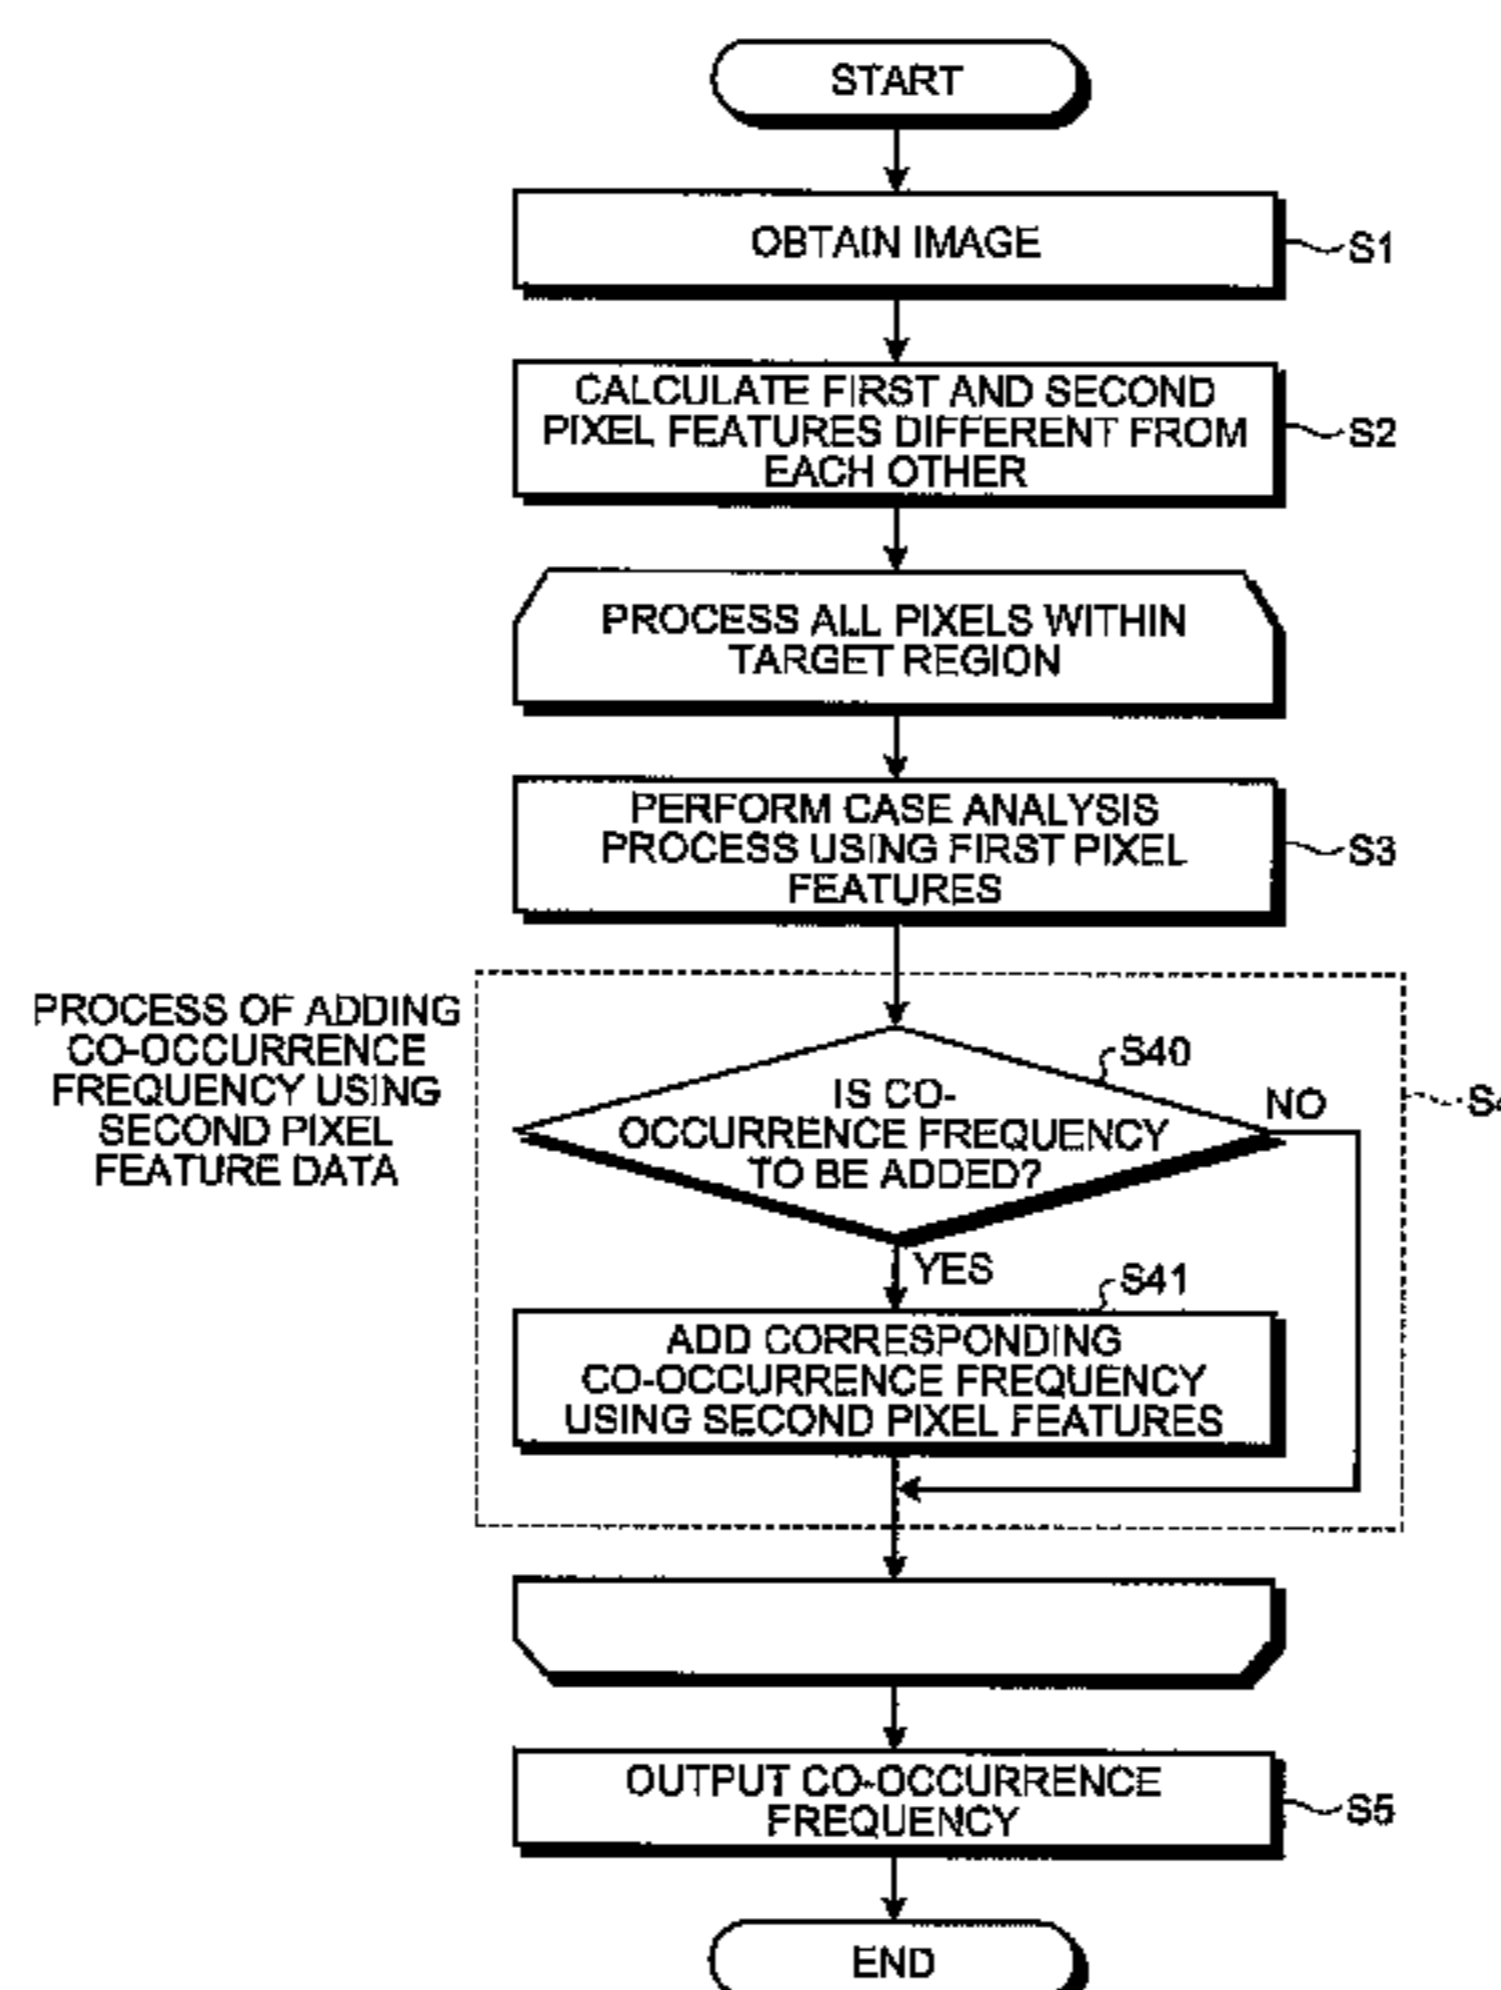 START
OBTAIN IMAGE
S1
CALCULATE FIRST AND SECOND
PIXEL FEATURES DIFFERENT FROM
EACH OTHER
S2
PROCESS ALL PIXELS WITHIN
TARGET REGION
PERFORM CASE ANALYSIS
PROCESS USING FIRST PIXEL
FEATURES
S3
PROCESS OF ADDING
CO-OCCURRENCE
FREQUENCY USING
SECOND PIXEL
FEATURE DATA
S40
IS CO-
OCCURRENCE FREQUENCY
TO BE ADDED?
NO
S4
YES
S41
ADD CORRESPONDING
CO-OCCURRENCE FREQUENCY
USING SECOND PIXEL FEATURES
OUTPUT CO-OCCURRENCE
FREQUENCY
S5
END